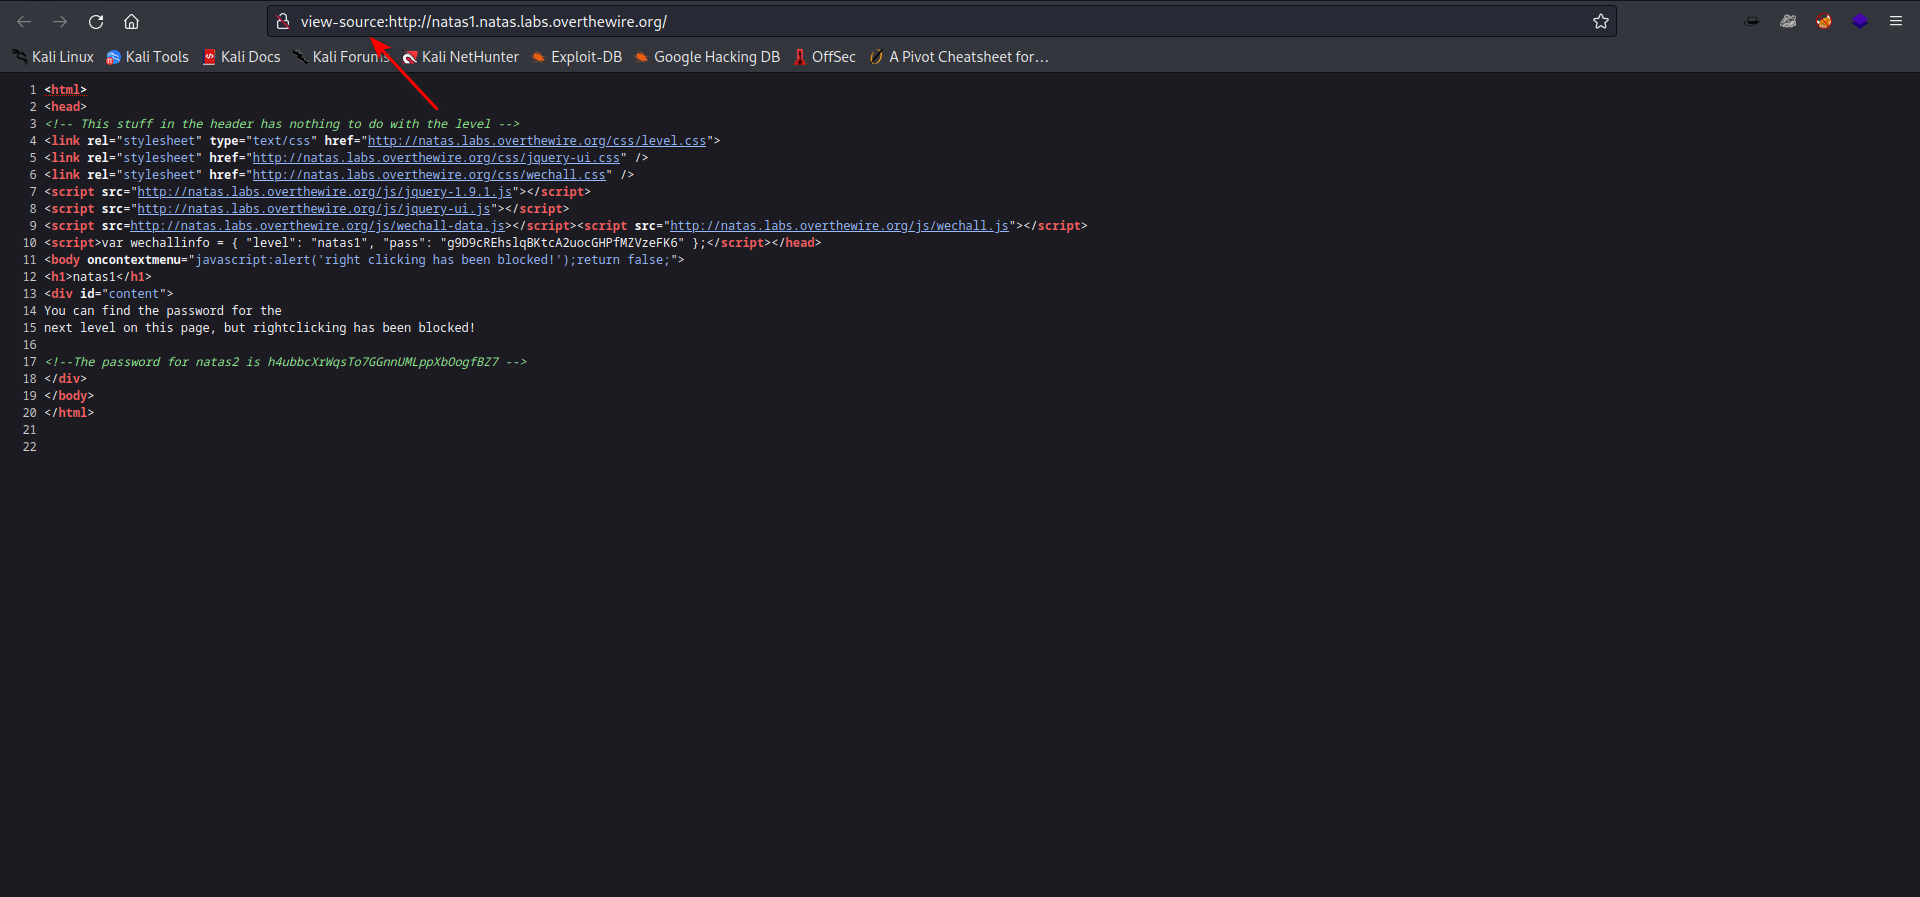 view-source:http://natas1.natas.labs.overthewire.org/
Kali Linux Kali Tools Kali Docs Kali Forums Kali NetHunter Exploit-DB Google Hacking DB OffSec A Pivot Cheatsheet for…
1 <html>
2 <head>
3 <!-- This stuff in the header has nothing to do with the level -->
4 <link rel="stylesheet" type="text/css" href="http://natas.labs.overthewire.org/css/level.css">
5 <link rel="stylesheet" href="http://natas.labs.overthewire.org/css/jquery-ui.css" />
6 <link rel="stylesheet" href="http://natas.labs.overthewire.org/css/wechall.css" />
7 <script src="http://natas.labs.overthewire.org/js/jquery-1.9.1.js"></script>
8 <script src="http://natas.labs.overthewire.org/js/jquery-ui.js"></script>
9 <script src=http://natas.labs.overthewire.org/js/wechall-data.js></script><script src="http://natas.labs.overthewire.org/js/wechall.js"></script>
10 <script>var wechallinfo = { "level": "natas1", "pass": "g9D9cREhslqBKtcA2uocGHPfMZVzeFK6" };</script></head>
11 <body oncontextmenu="javascript:alert('right clicking has been blocked!');return false;">
12 <h1>natas1</h1>
13 <div id="content">
14 You can find the password for the
15 next level on this page, but rightclicking has been blocked!
16
17 <!--The password for natas2 is h4ubbcXrWqsTo7GGnnUMLppXbOogfBZ7 -->
18 </div>
19 </body>
20 </html>
21
22